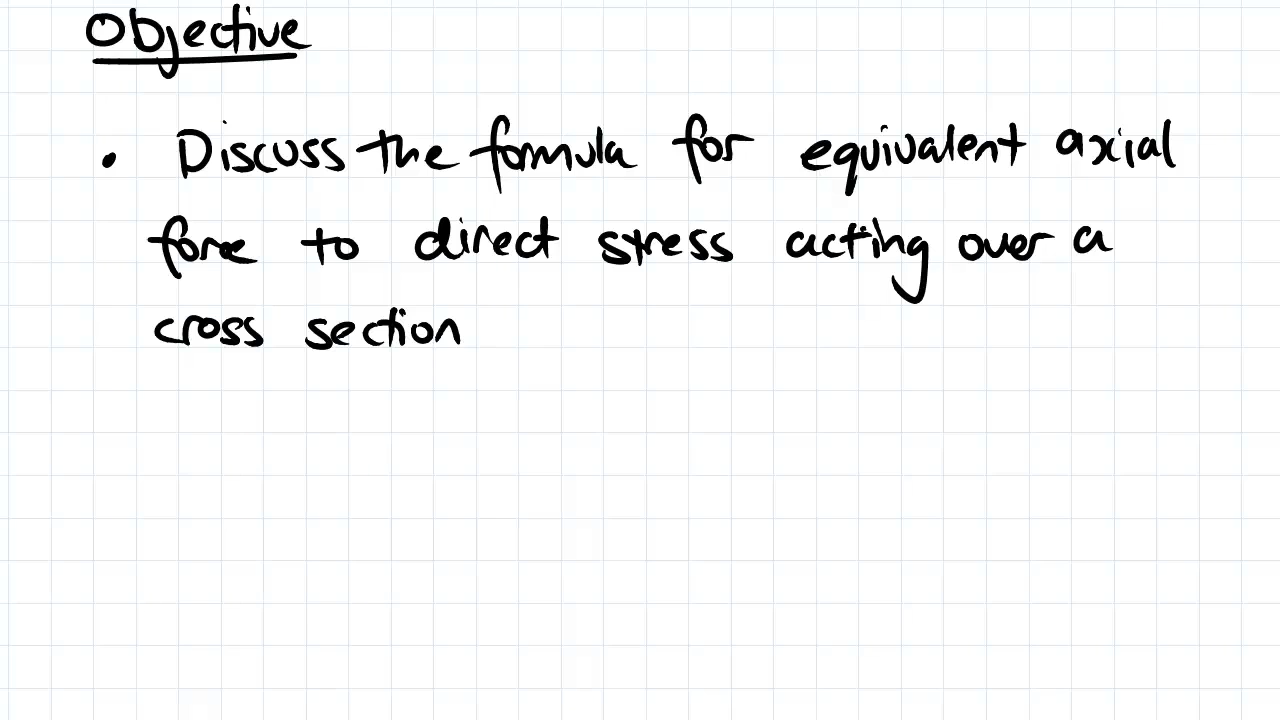 Objective
• Discuss the formula for equivalent axial
force to direct stress acting over a
cross section